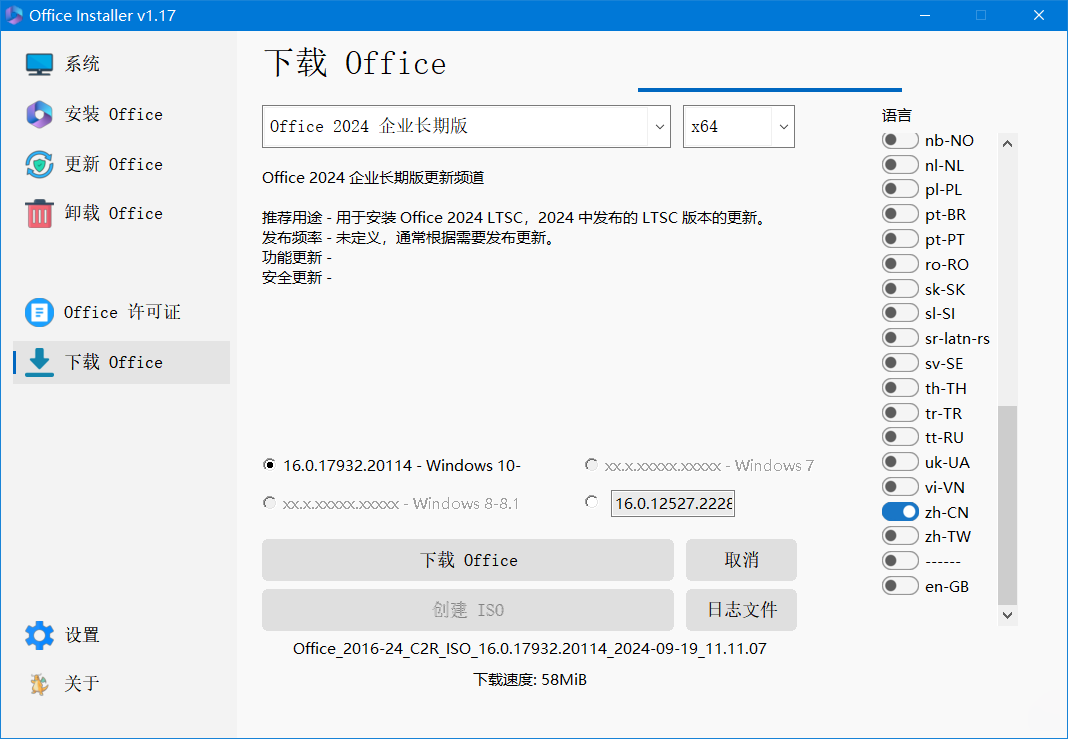 Office Installer v1.17
系统
安装 Office
更新 Office
卸载 Office
Office 许可证
下载 Office
设置
关于
下载 Office
Office 2024 企业长期版
x64
Office 2024 企业长期版更新频道
推荐用途 - 用于安装 Office 2024 LTSC，2024 中发布的 LTSC 版本的更新。
发布频率 - 未定义，通常根据需要发布更新。
功能更新 -
安全更新 -
16.0.17932.20114 - Windows 10-
xx.x.xxxxx.xxxxx - Windows 7
xx.x.xxxxx.xxxxx - Windows 8-8.1
16.0.12527.2228
下载 Office
取消
创建 ISO
日志文件
Office_2016-24_C2R_ISO_16.0.17932.20114_2024-09-19_11.11.07
下载速度: 58MiB
语言
nb-NO
nl-NL
pl-PL
pt-BR
pt-PT
ro-RO
sk-SK
sl-SI
sr-latn-rs
sv-SE
th-TH
tr-TR
tt-RU
uk-UA
vi-VN
zh-CN
zh-TW
------
en-GB